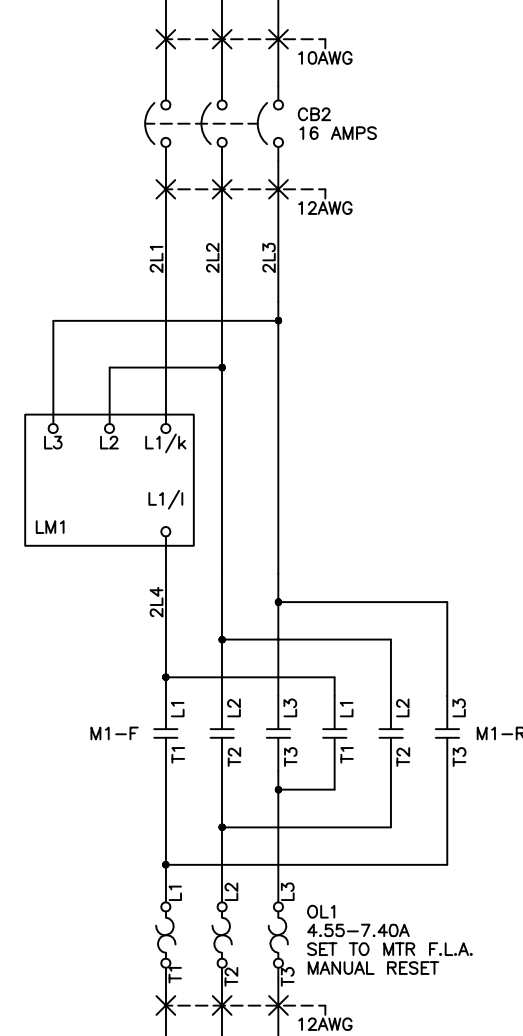 10AWG
CB2
16 AMPS
12AWG
2L1
2L2
2L3
L3
L2
L1/k
L1/l
LM1
2L4
L1
L2
L3
L1
L2
L3
M1-F
M1-R
T1
T2
T3
T1
T2
T3
L1
L2
L3
OL1
4.55-7.40A
SET TO MTR F.L.A.
MANUAL RESET
T1
T2
T3
12AWG